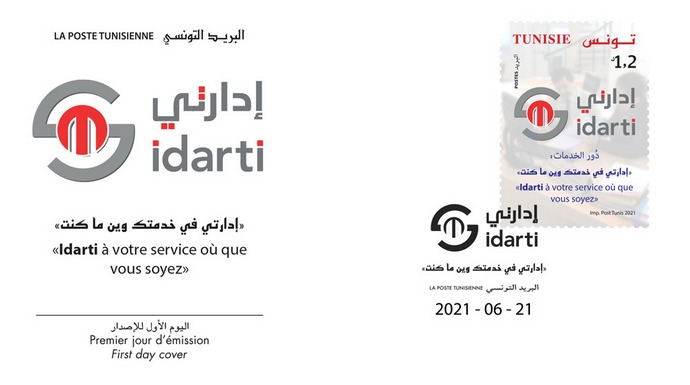 LA POSTE TUNISIENNE البريد التونسي
إدارتي
idarti
«إدارتي في خدمتك وين ما كنت»
«Idarti à votre service où que
vous soyez»
اليوم الأول للإصدار
Premier jour d'émission
First day cover
TUNISIE تونس
1,2د
POSTES البريد
إدارتي
idarti
دُور الخدمات:
«إدارتي في خدمتك وين ما كنت»
«Idarti à votre service où que
vous soyez»
Imp. Post Tunis 2021
إدارتي
idarti
«إدارتي في خدمتك وين ما كنت»
LA POSTE TUNISIENNE البريد التونسي
2021 - 06 - 21